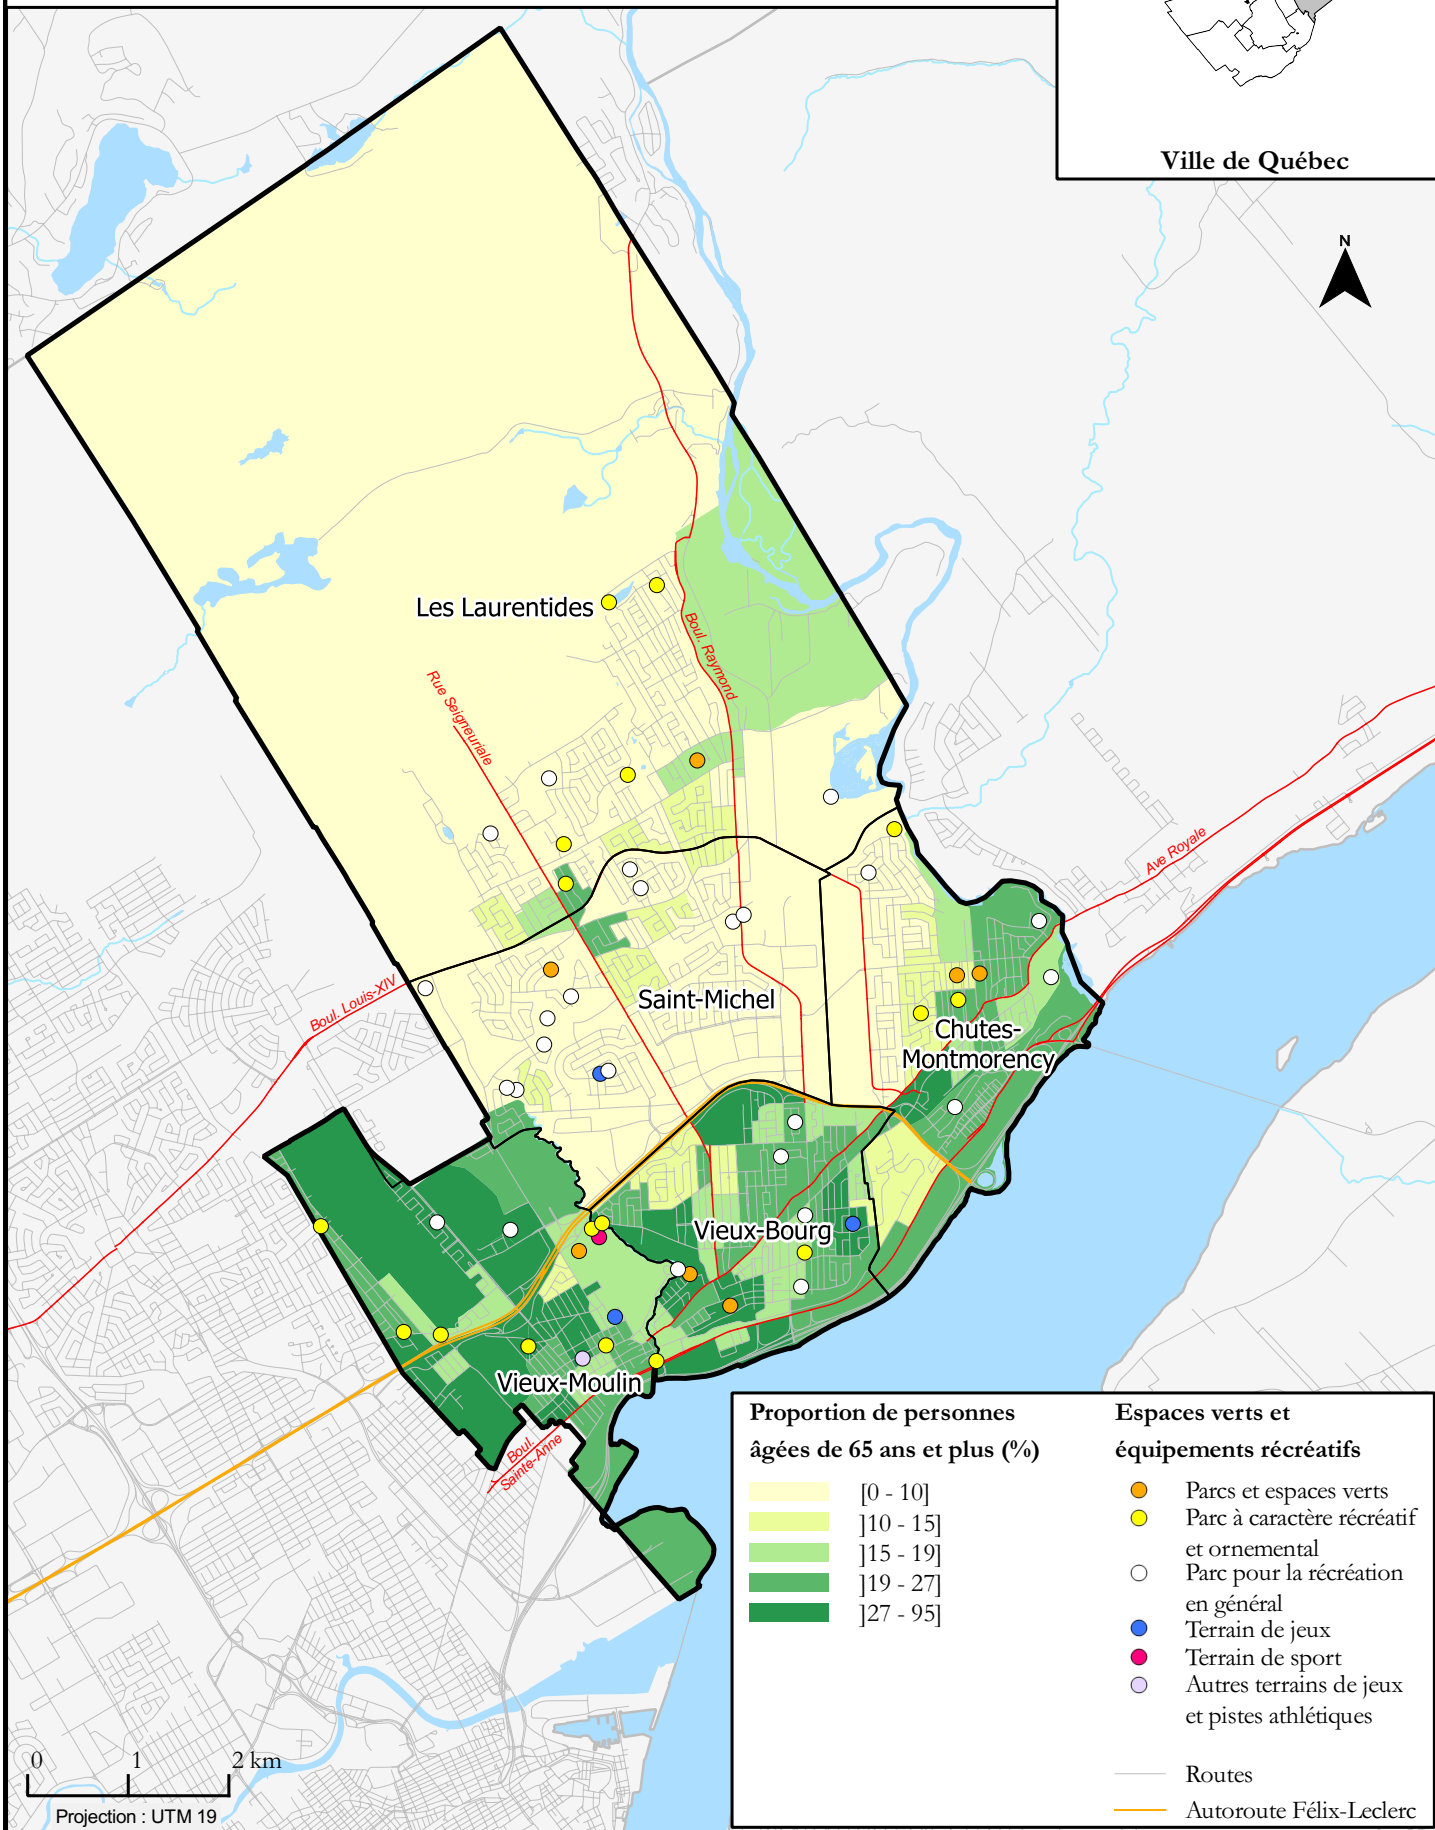 Ville de Québec
N
Les Laurentides
Boul. Raymond
Rue Seigneuriale
Ave Royale
Boul. Louis-XIV
Saint-Michel
Chutes-
Montmorency
Vieux-Bourg
Vieux-Moulin
Boul.
Sainte-Anne
Proportion de personnes
âgées de 65 ans et plus (%)
[0 - 10]
]10 - 15]
]15 - 19]
]19 - 27]
]27 - 95]
Espaces verts et
équipements récréatifs
Parcs et espaces verts
Parc à caractère récréatif
et ornemental
Parc pour la récréation
en général
Terrain de jeux
Terrain de sport
Autres terrains de jeux
et pistes athlétiques
Routes
Autoroute Félix-Leclerc
0 1 2 km
Projection : UTM 19